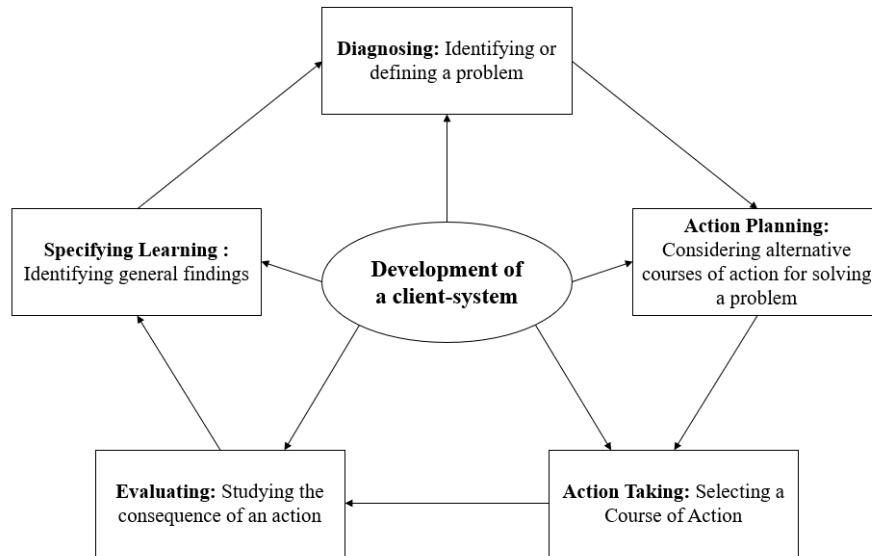 Diagnosing: Identifying or
defining a problem
Specifying Learning :
Identifying general findings
Development of
a client-system
Action Planning:
Considering alternative
courses of action for solving
a problem
Evaluating: Studying the
consequence of an action
Action Taking: Selecting a
Course of Action